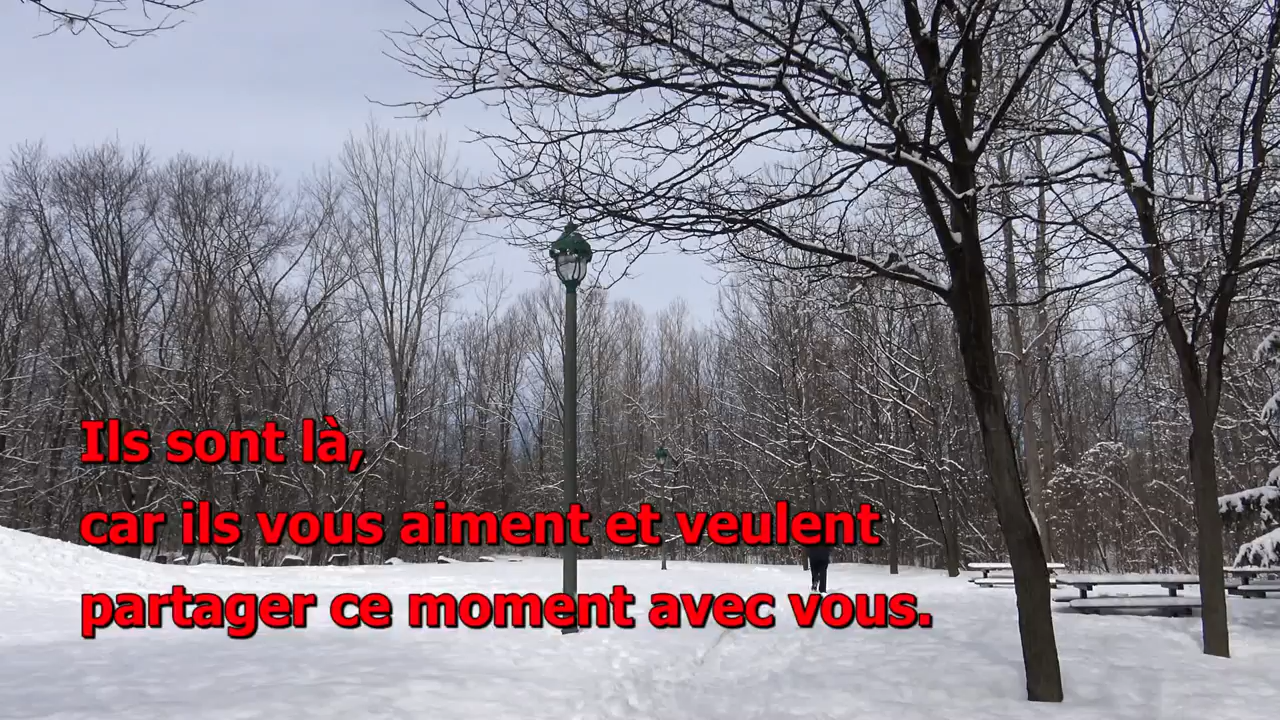 Ils sont là,
car ils vous aiment et veulent
partager ce moment avec vous.